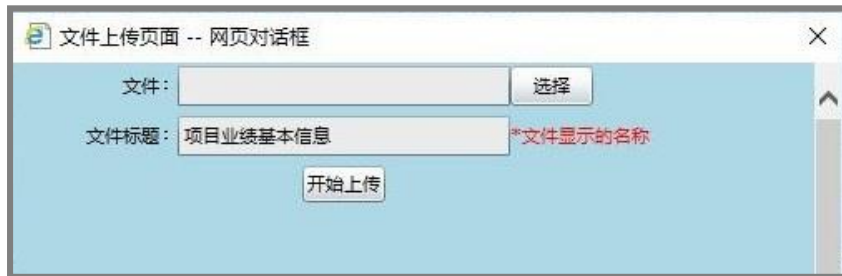 文件上传页面 -- 网页对话框
文件: 选择
文件标题: 项目业绩基本信息 *文件显示的名称
开始上传